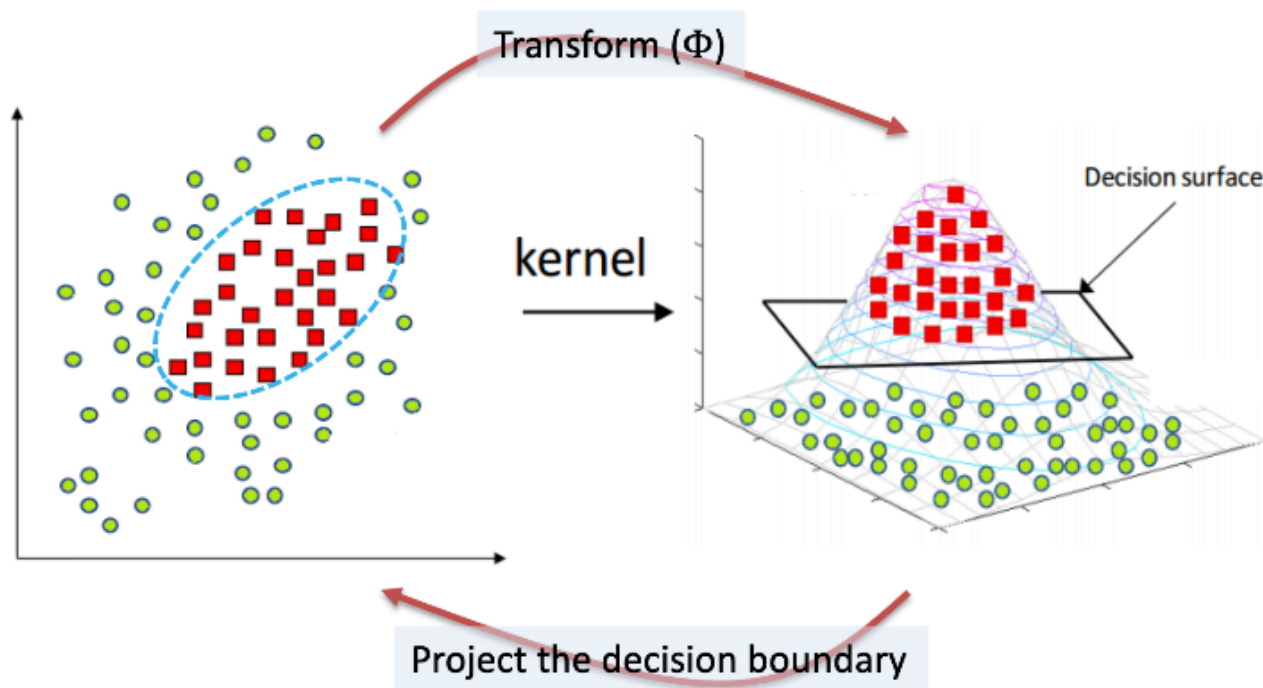 Transform (Φ)
Decision surface
kernel
Project the decision boundary